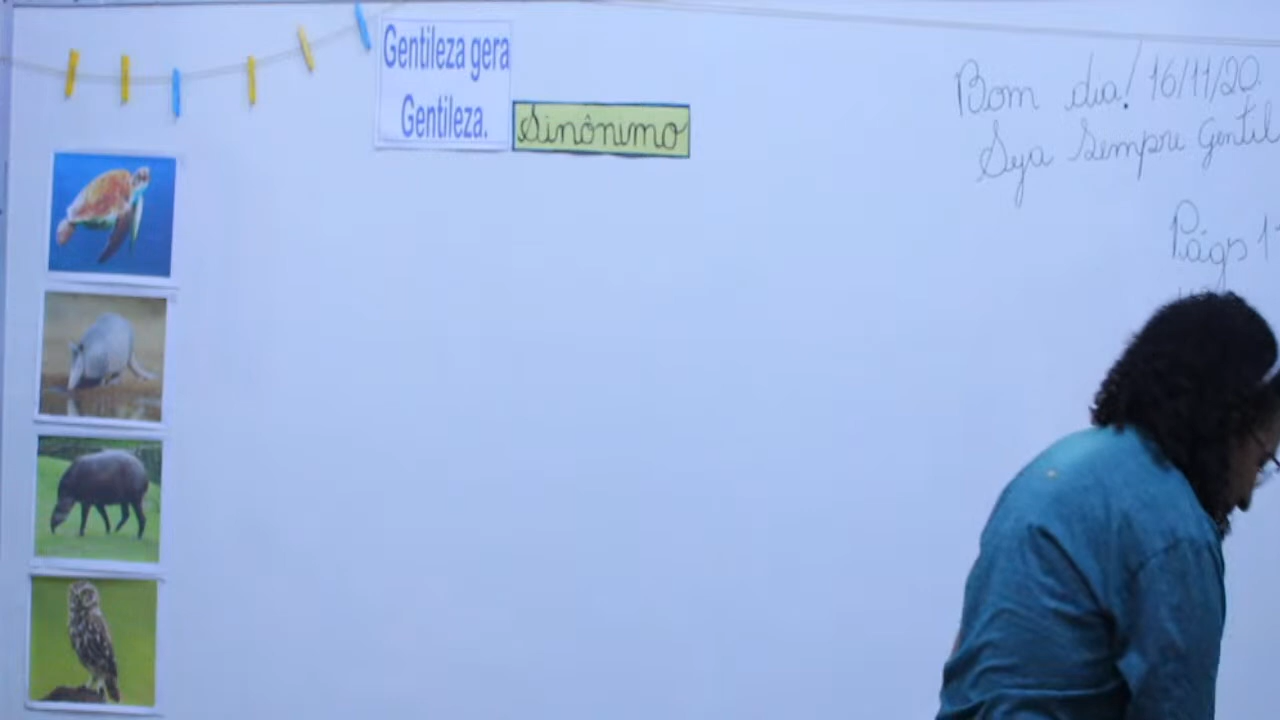 Gentileza gera
Gentileza.
Sinônimo
Bom dia! 16/11/20
Seja Sempre Gentil
Págs 1